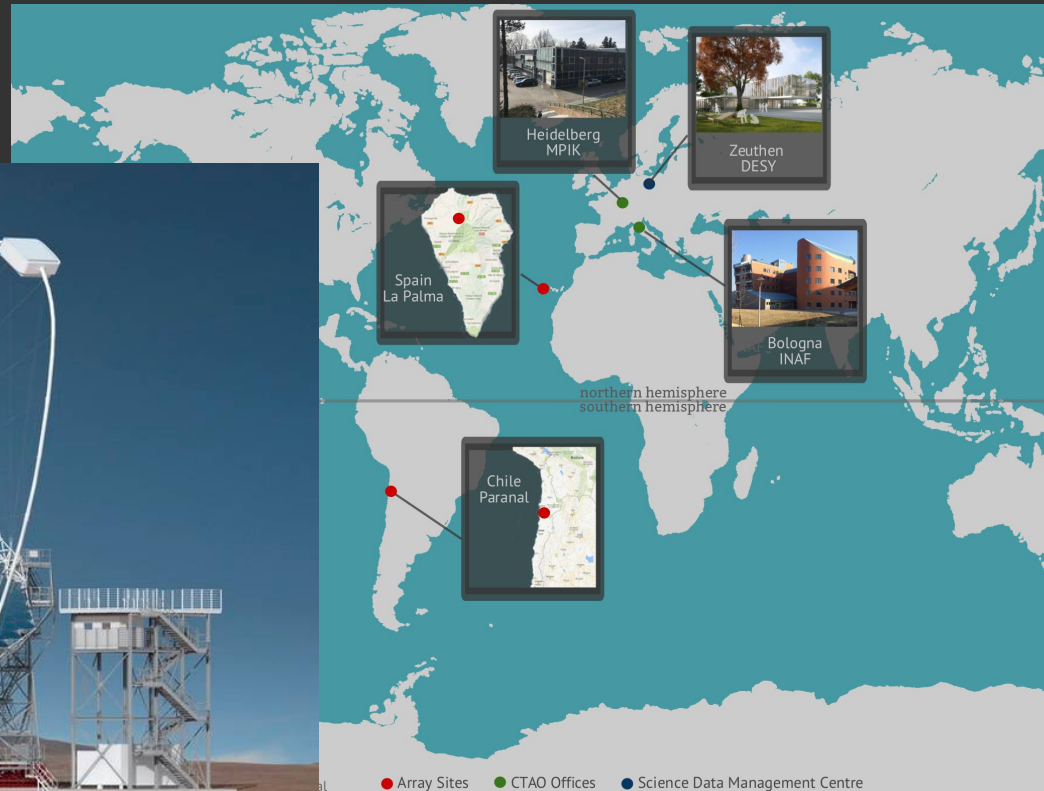 Heidelberg
MPIK
Zeuthen
DESY
Spain
La Palma
Bologna
INAF
northern hemisphere
southern hemisphere
Chile
Paranal
Array Sites
CTAO Offices
Science Data Management Centre